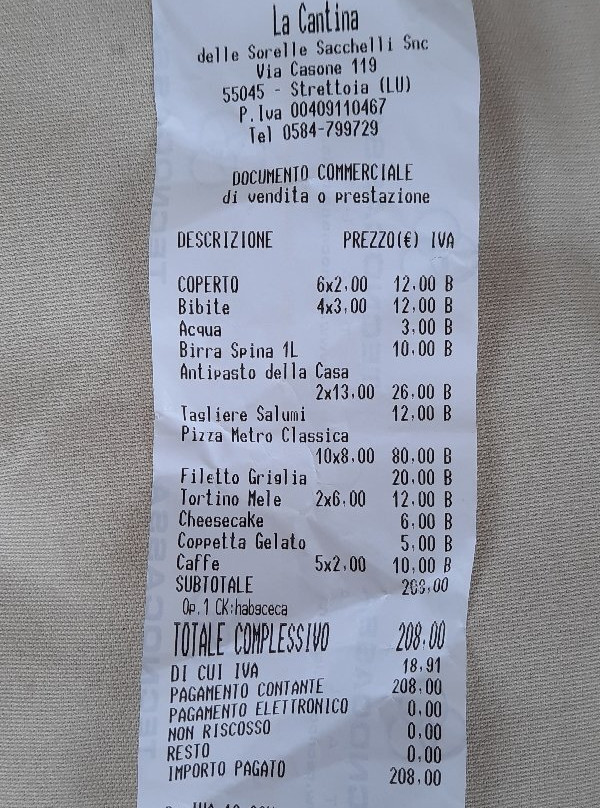 La Cantina
delle Sorelle Sacchelli Snc
Via Casone 119
55045 - Strettoia (LU)
P.Iva 00409110467
Tel 0584-799729
DOCUMENTO COMMERCIALE
di vendita o prestazione
DESCRIZIONE PREZZO(€) IVA
COPERTO 6x2,00 12,00 B
Bibite 4x3,00 12,00 B
Acqua 3,00 B
Birra Spina 1L 10,00 B
Antipasto della Casa
2x13,00 26,00 B
Tagliere Salumi 12,00 B
Pizza Metro Classica
10x8,00 80,00 B
Filetto Griglia 20,00 B
Tortino Mele 2x6,00 12,00 B
Cheesecake 6,00 B
Coppetta Gelato 5,00 B
Caffe 5x2,00 10,00 B
SUBTOTALE 208,00
Op.1 CK:habgceca
TOTALE COMPLESSIVO 208,00
DI CUI IVA 18,91
PAGAMENTO CONTANTE 208,00
PAGAMENTO ELETTRONICO 0,00
NON RISCOSSO 0,00
RESTO 0,00
IMPORTO PAGATO 208,00